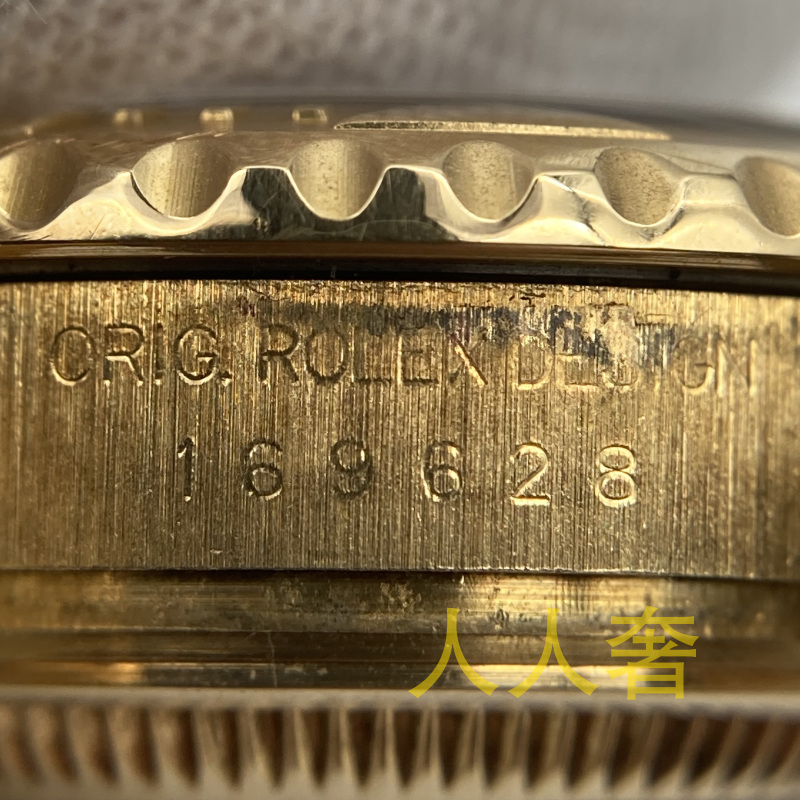 ORIG. ROLEX DESIGN
169628
人人奢